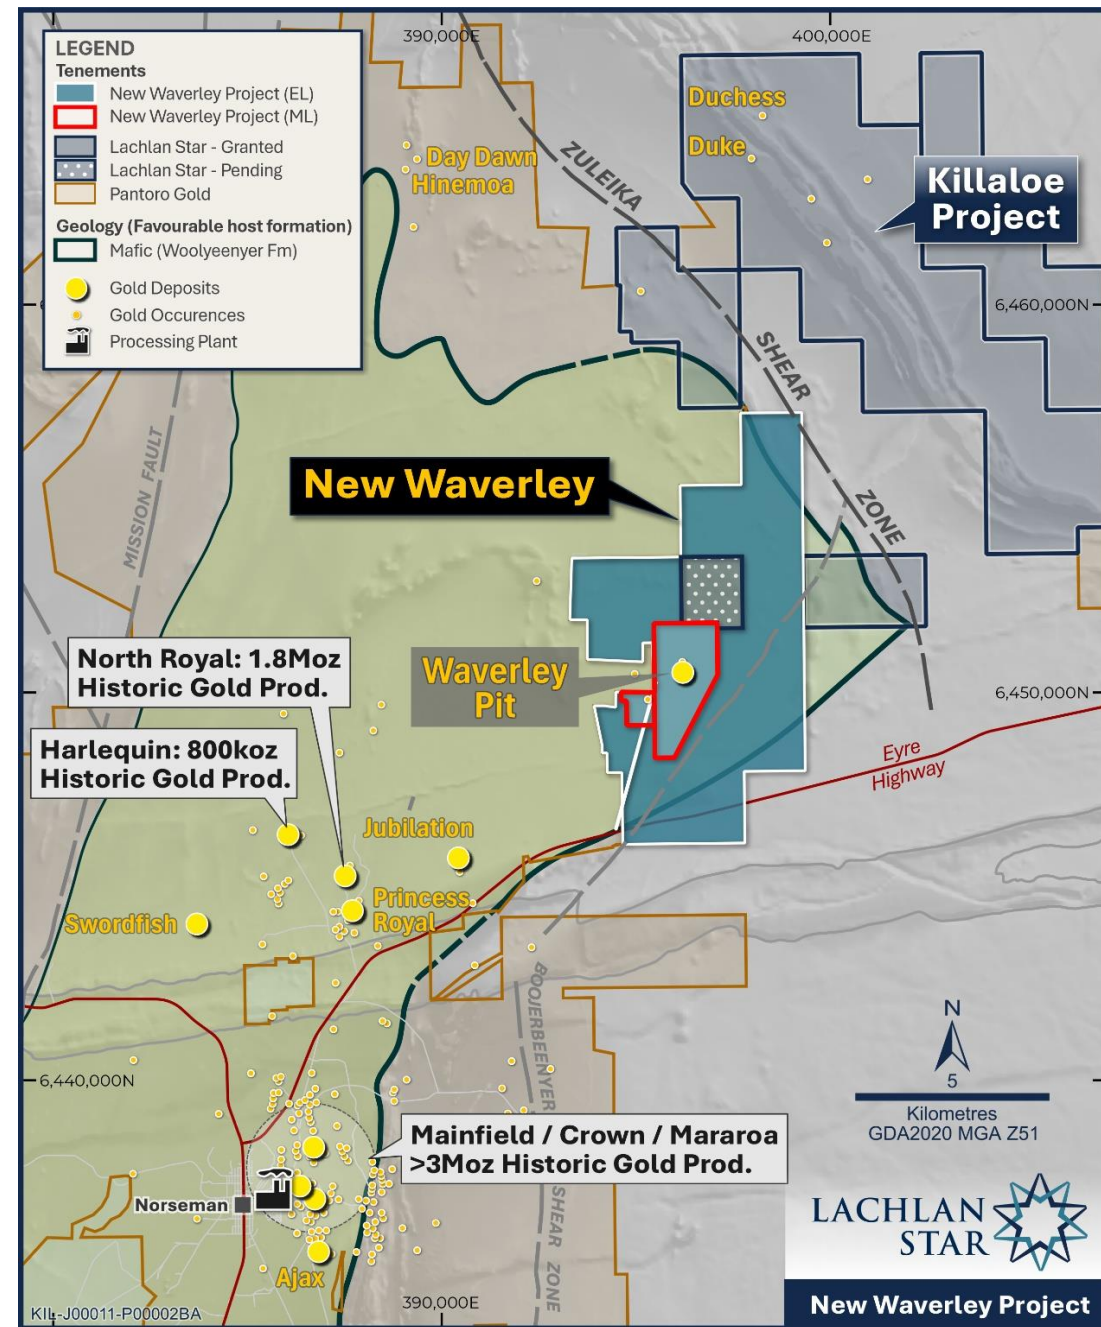 390,000E
400,000E
LEGEND
Tenements
New Waverley Project (EL)
New Waverley Project (ML)
Lachlan Star - Granted
Lachlan Star - Pending
Pantoro Gold
Geology (Favourable host formation)
Mafic (Woolyeenyer Fm)
Gold Deposits
Gold Occurences
Processing Plant
Duchess
Duke
Day Dawn
Hinemoa
Killaloe
Project
ZULEIKA
SHEAR
ZONE
6,460,000N
MISSION FAULT
New Waverley
Waverley
Pit
North Royal: 1.8Moz
Historic Gold Prod.
6,450,000N
Harlequin: 800koz
Historic Gold Prod.
Eyre
Highway
Jubilation
Princess
Royal
Swordfish
BOOJERBEENYER
SHEAR ZONE
6,440,000N
N
5
Kilometres
GDA2020 MGA Z51
Mainfield / Crown / Mararoa
>3Moz Historic Gold Prod.
Norseman
Ajax
LACHLAN
STAR
390,000E
KIL-J00011-P00002BA
New Waverley Project